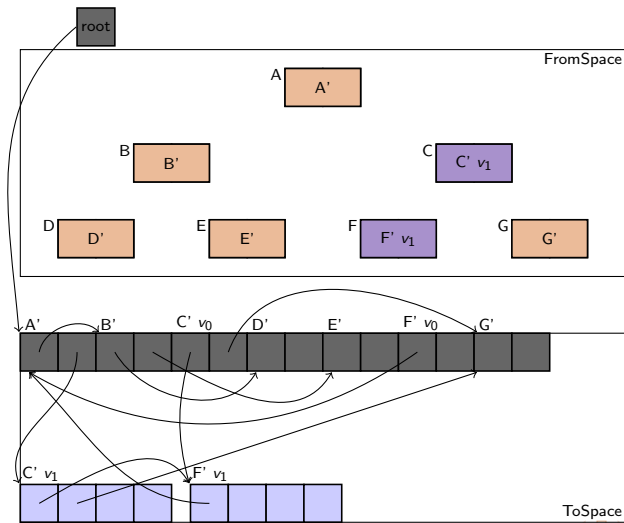 root
FromSpace
A A'
B B' C C' v1
D D' E E' F F' v1 G G'
A' B' C' v0 D' E' F' v0 G'
C' v1 F' v1
ToSpace